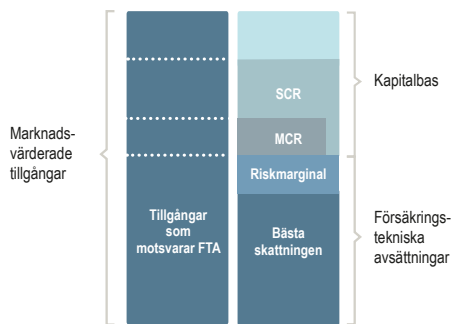 Marknads-
värderade
tillgångar
Tillgångar
som
motsvarar FTA
SCR
MCR
Riskmarginal
Bästa
skattningen
Kapitalbas
Försäkrings-
tekniska
avsättningar